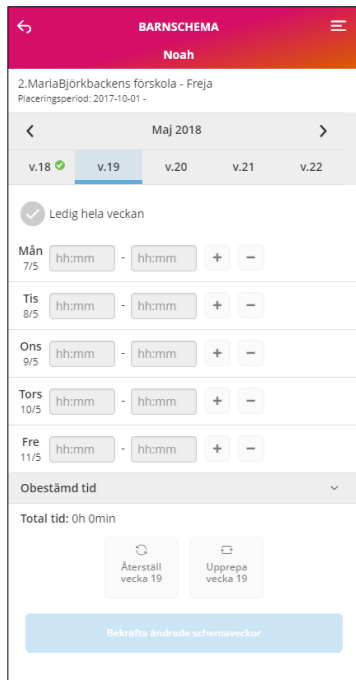 BARNSCHEMA
Noah
2.MariaBjörkbackens förskola - Freja
Placeringsperiod: 2017-10-01 -
Maj 2018
v.18 v.19 v.20 v.21 v.22
Ledig hela veckan
Mån hh:mm - hh:mm + −
7/5
Tis hh:mm - hh:mm + −
8/5
Ons hh:mm - hh:mm + −
9/5
Tors hh:mm - hh:mm + −
10/5
Fre hh:mm - hh:mm + −
11/5
Obestämd tid
Total tid: 0h 0min
Återställ Upprepa
vecka 19 vecka 19
Bekräfta ändrade schemaveckor